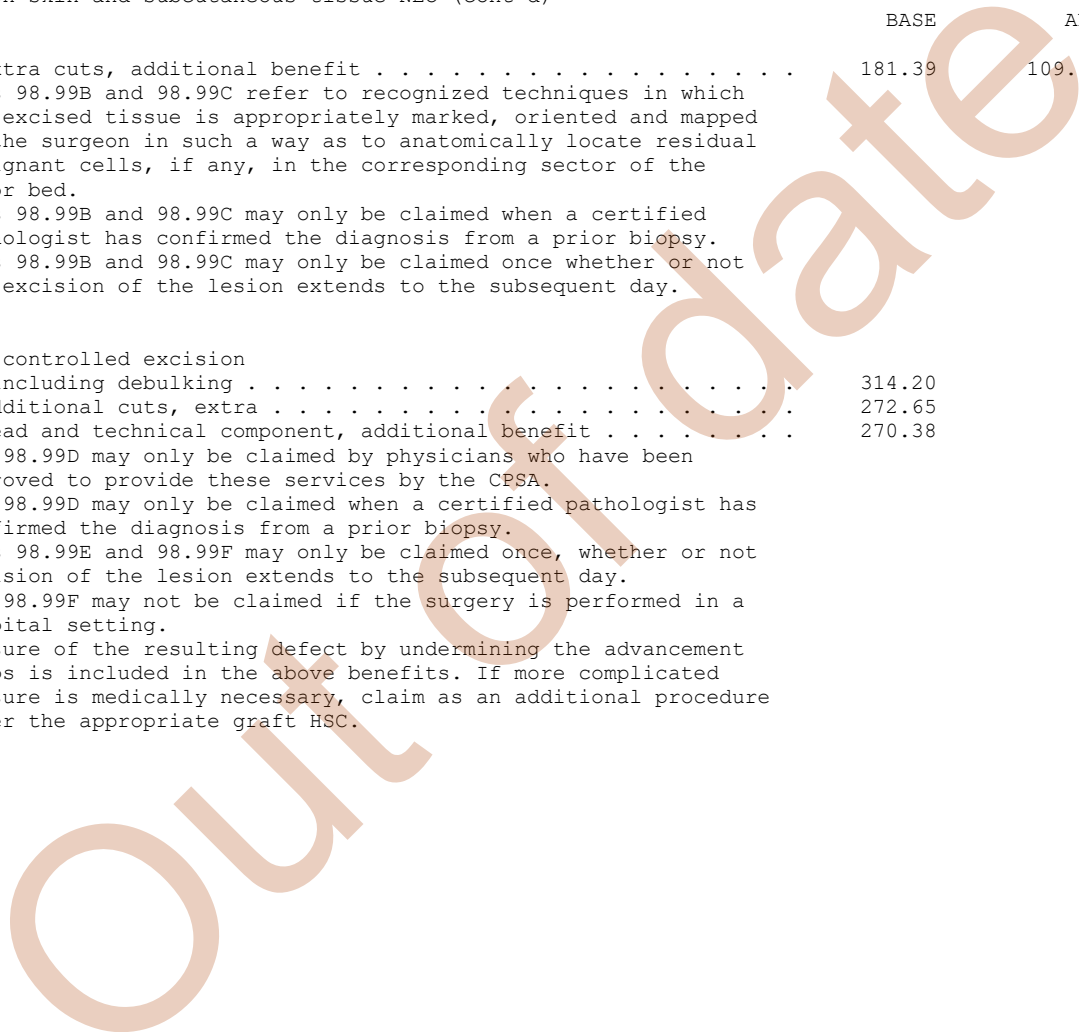 skin and subcutaneous tissue NEC
BASE
extra cuts, additional benefit . . . . . . . . . . . . . . . . . 181.39 109.
98.99B and 98.99C refer to recognized techniques in which
excised tissue is appropriately marked, oriented and mapped
the surgeon in such a way as to anatomically locate residual
ignant cells, if any, in the corresponding sector of the
or bed.
98.99B and 98.99C may only be claimed when a certified
hologist has confirmed the diagnosis from a prior biopsy.
98.99B and 98.99C may only be claimed once whether or not
excision of the lesion extends to the subsequent day.
controlled excision
including debulking . . . . . . . . . . . . . . . . . . . . . . 314.20
dditional cuts, extra . . . . . . . . . . . . . . . . . . . . . 272.65
ead and technical component, additional benefit . . . . . . . . 270.38
98.99D may only be claimed by physicians who have been
roved to provide these services by the CPSA.
98.99D may only be claimed when a certified pathologist has
firmed the diagnosis from a prior biopsy.
98.99E and 98.99F may only be claimed once, whether or not
ision of the lesion extends to the subsequent day.
98.99F may not be claimed if the surgery is performed in a
pital setting.
sure of the resulting defect by undermining the advancement
ps is included in the above benefits. If more complicated
sure is medically necessary, claim as an additional procedure
er the appropriate graft HSC.
Out of date